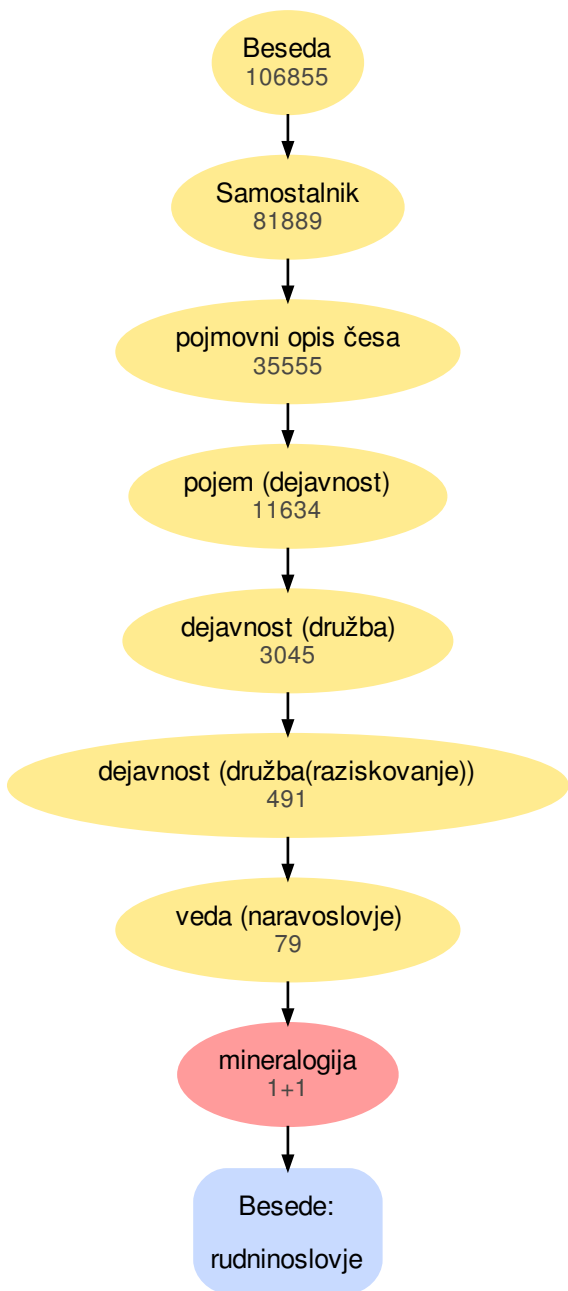 Beseda
106855
Samostalnik
81889
pojmovni opis česa
35555
pojem (dejavnost)
11634
dejavnost (družba)
3045
dejavnost (družba(raziskovanje))
491
veda (naravoslovje)
79
mineralogija
1+1
Besede:
rudninoslovje